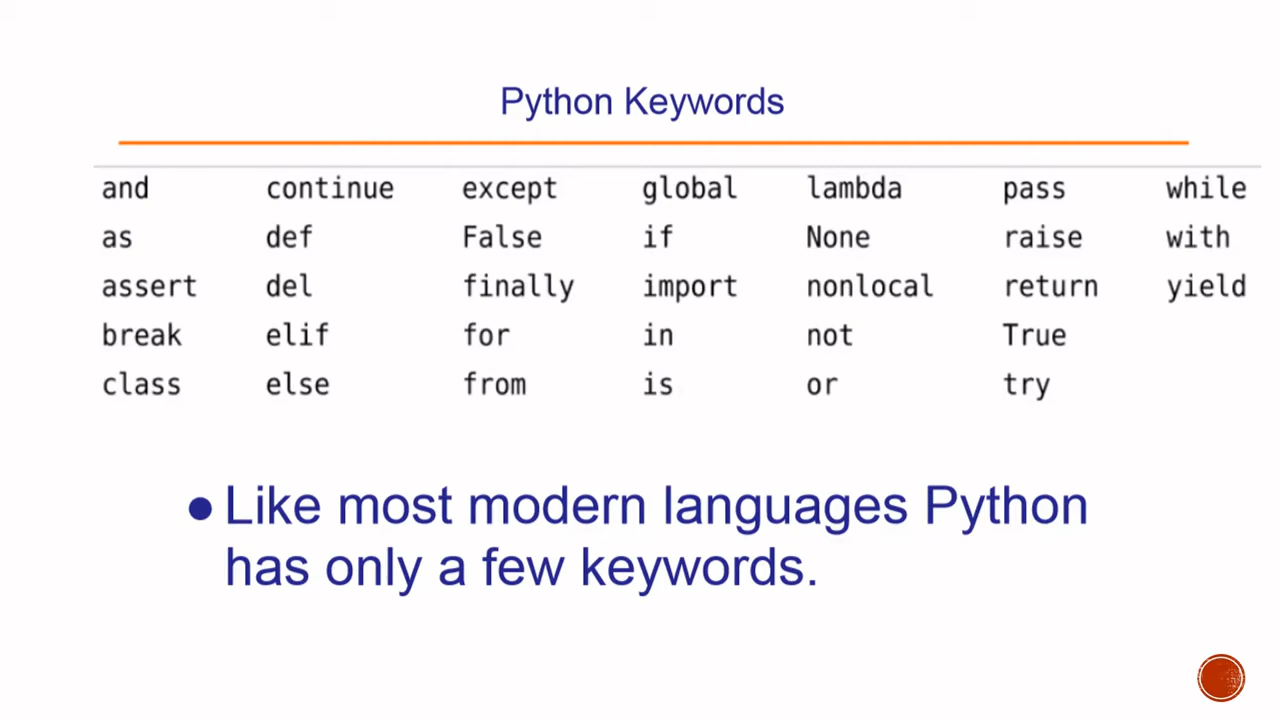 Python Keywords
and continue except global lambda pass while
as def False if None raise with
assert del finally import nonlocal return yield
break elif for in not True
class else from is or try
● Like most modern languages Python
has only a few keywords.